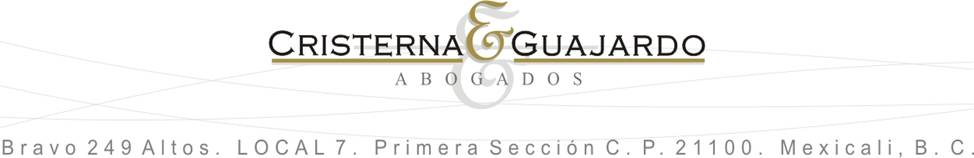 CRISTERNA & GUAJARDO
ABOGADOS
Bravo 249 Altos. LOCAL 7. Primera Sección C. P. 21100. Mexicali, B. C.